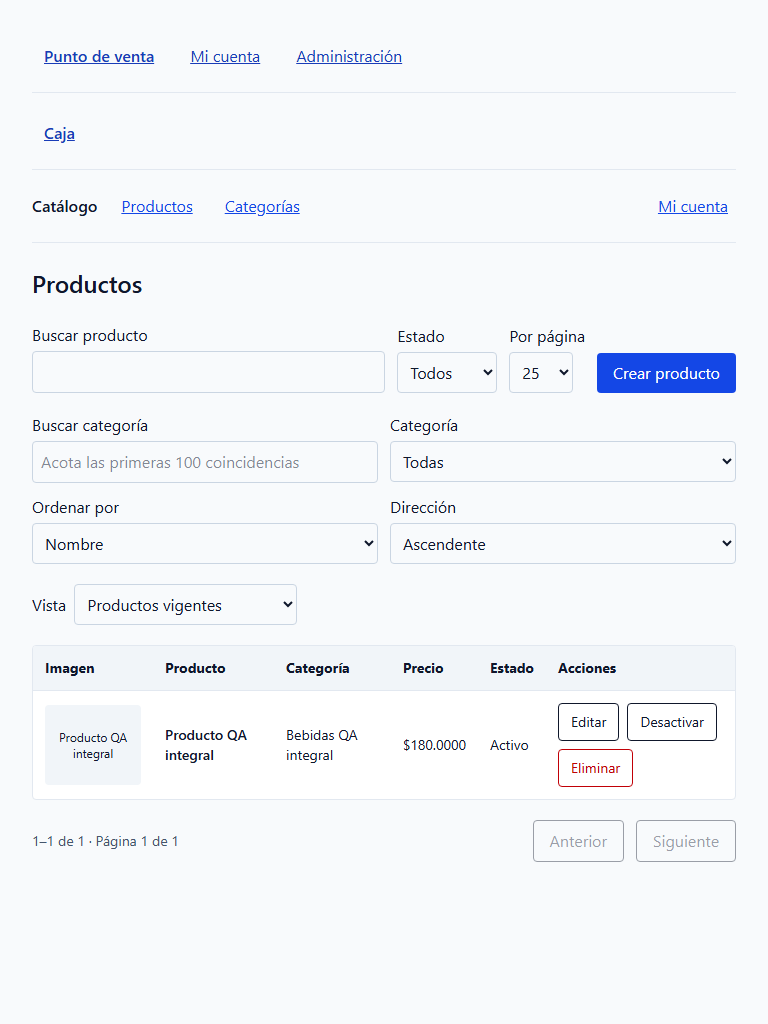 Punto de venta Mi cuenta Administración
Caja
Catálogo Productos Categorías Mi cuenta
Productos
Buscar producto Estado Por página
Todos 25 Crear producto
Buscar categoría Categoría
Acota las primeras 100 coincidencias Todas
Ordenar por Dirección
Nombre Ascendente
Vista Productos vigentes
Imagen Producto Categoría Precio Estado Acciones
Producto QA integral Producto QA integral Bebidas QA integral $180.0000 Activo Editar Desactivar
Eliminar
1–1 de 1 · Página 1 de 1 Anterior Siguiente